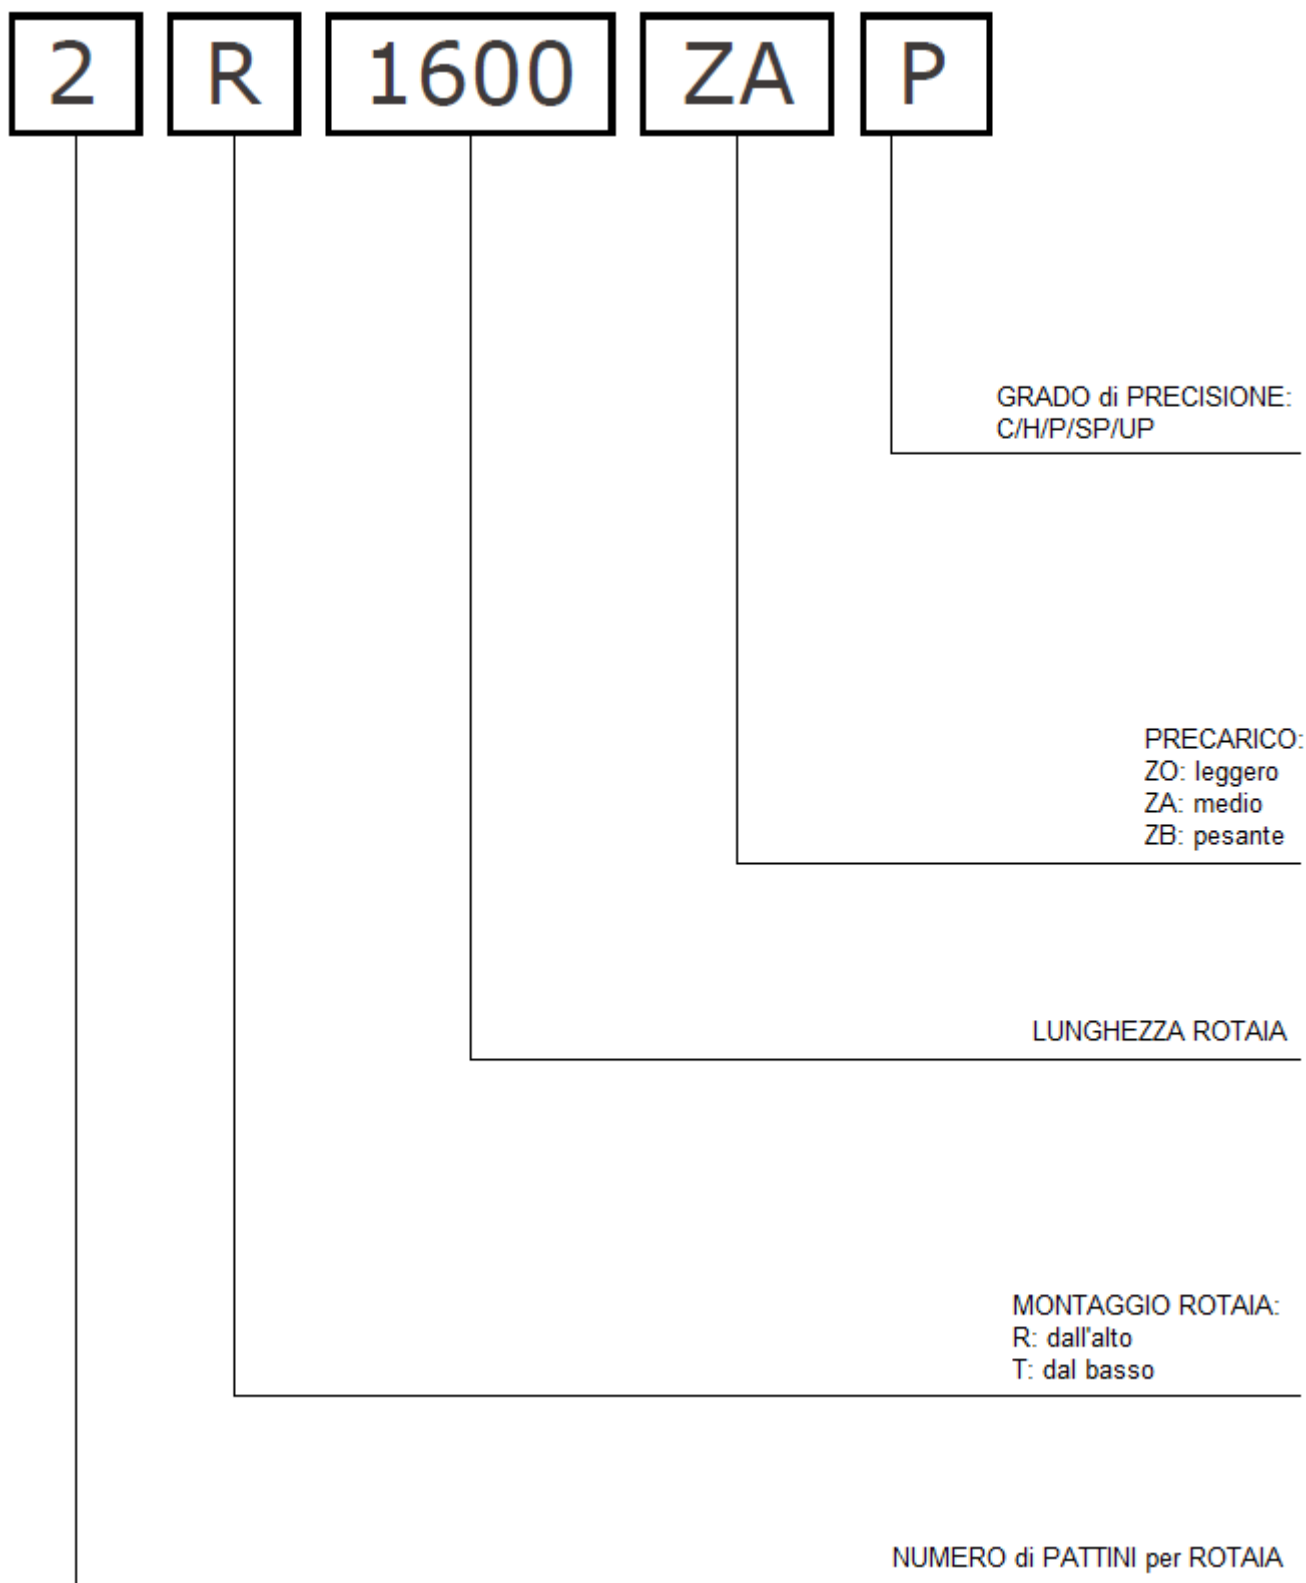 2 R 1600 ZA P
GRADO di PRECISIONE:
C/H/P/SP/UP
PRECARICO:
ZO: leggero
ZA: medio
ZB: pesante
LUNGHEZZA ROTAIA
MONTAGGIO ROTAIA:
R: dall'alto
T: dal basso
NUMERO di PATTINI per ROTAIA